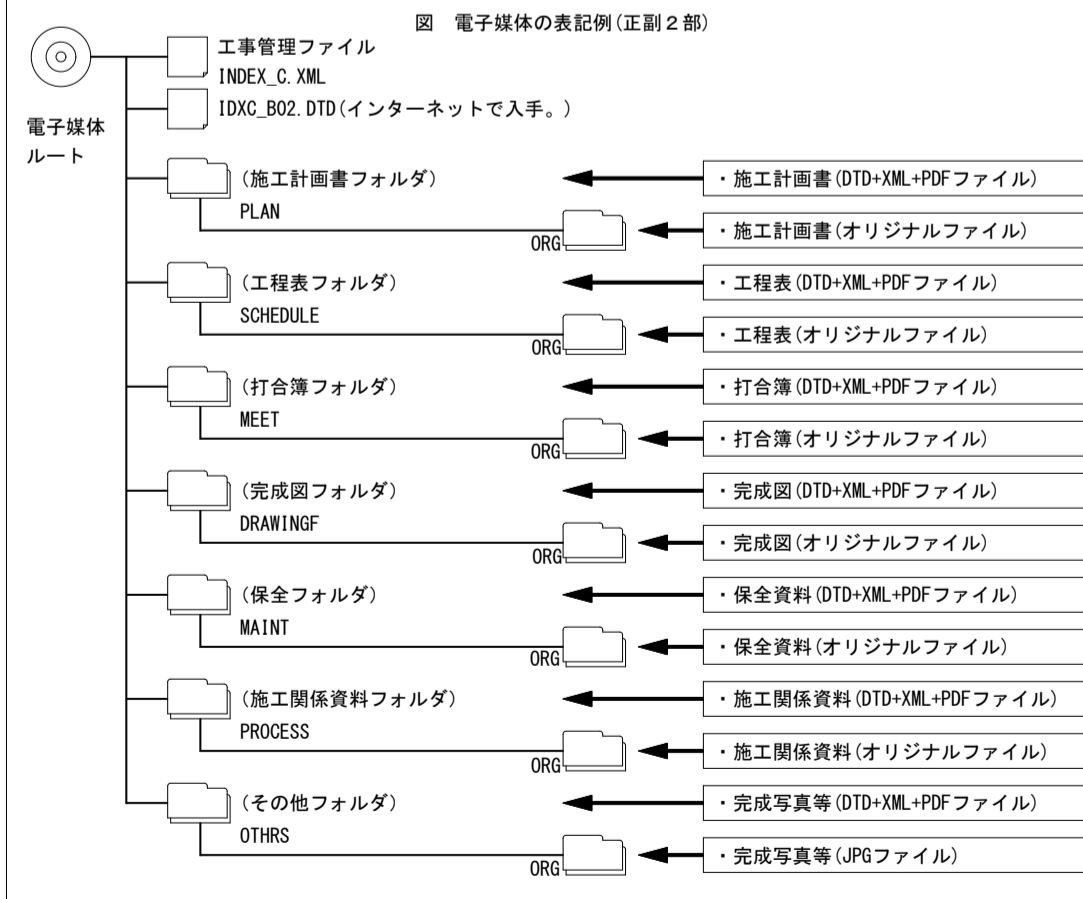 図　電子媒体の表記例(正副２部)
工事管理ファイル
INDEX_C.XML
IDXC_B02.DTD(インターネットで入手。)
電子媒体
ルート
(施工計画書フォルダ)
・施工計画書(DTD+XML+PDFファイル)
PLAN
ORG
・施工計画書(オリジナルファイル)
(工程表フォルダ)
・工程表(DTD+XML+PDFファイル)
SCHEDULE
ORG
・工程表(オリジナルファイル)
(打合簿フォルダ)
・打合簿(DTD+XML+PDFファイル)
MEET
ORG
・打合簿(オリジナルファイル)
(完成図フォルダ)
・完成図(DTD+XML+PDFファイル)
DRAWINGF
ORG
・完成図(オリジナルファイル)
(保全フォルダ)
・保全資料(DTD+XML+PDFファイル)
MAINT
ORG
・保全資料(オリジナルファイル)
(施工関係資料フォルダ)
・施工関係資料(DTD+XML+PDFファイル)
PROCESS
ORG
・施工関係資料(オリジナルファイル)
(その他フォルダ)
・完成写真等(DTD+XML+PDFファイル)
OTHRS
ORG
・完成写真等(JPGファイル)